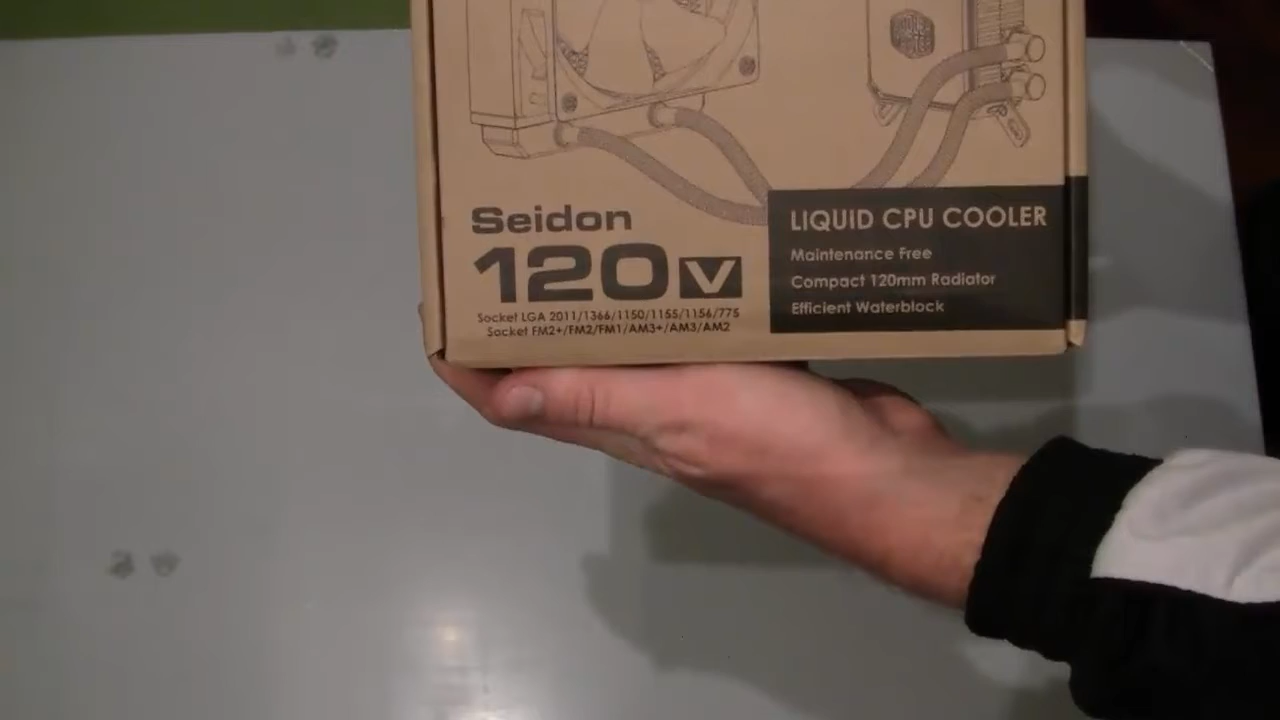 Seidon
120V
Socket LGA 2011/1366/1150/1155/1156/775
Socket FM2+/FM2/FM1/AM3+/AM3/AM2
LIQUID CPU COOLER
Maintenance Free
Compact 120mm Radiator
Efficient Waterblock